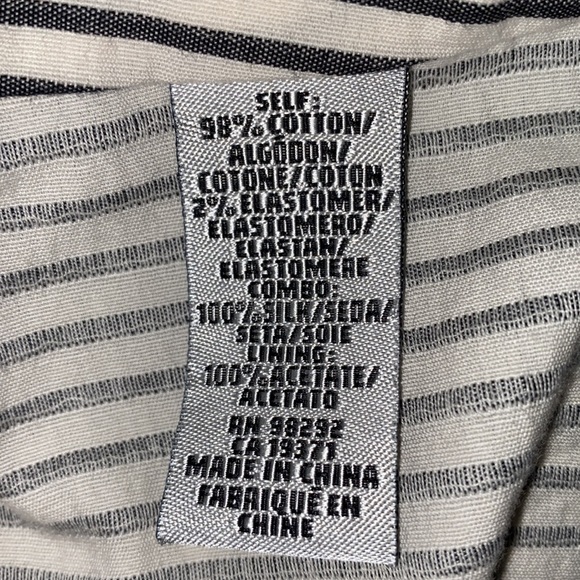 SELF:
98% COTTON/
ALGODON/
COTONE/COTON
2% ELASTOMER/
ELASTOMERO/
ELASTAN/
ELASTOMERE
COMBO:
100%SILK/SEDA/
SETA/SOIE
LINING:
100%ACETATE/
ACETATO
RN 98292
CA 19371
MADE IN CHINA
FABRIQUE EN
CHINE